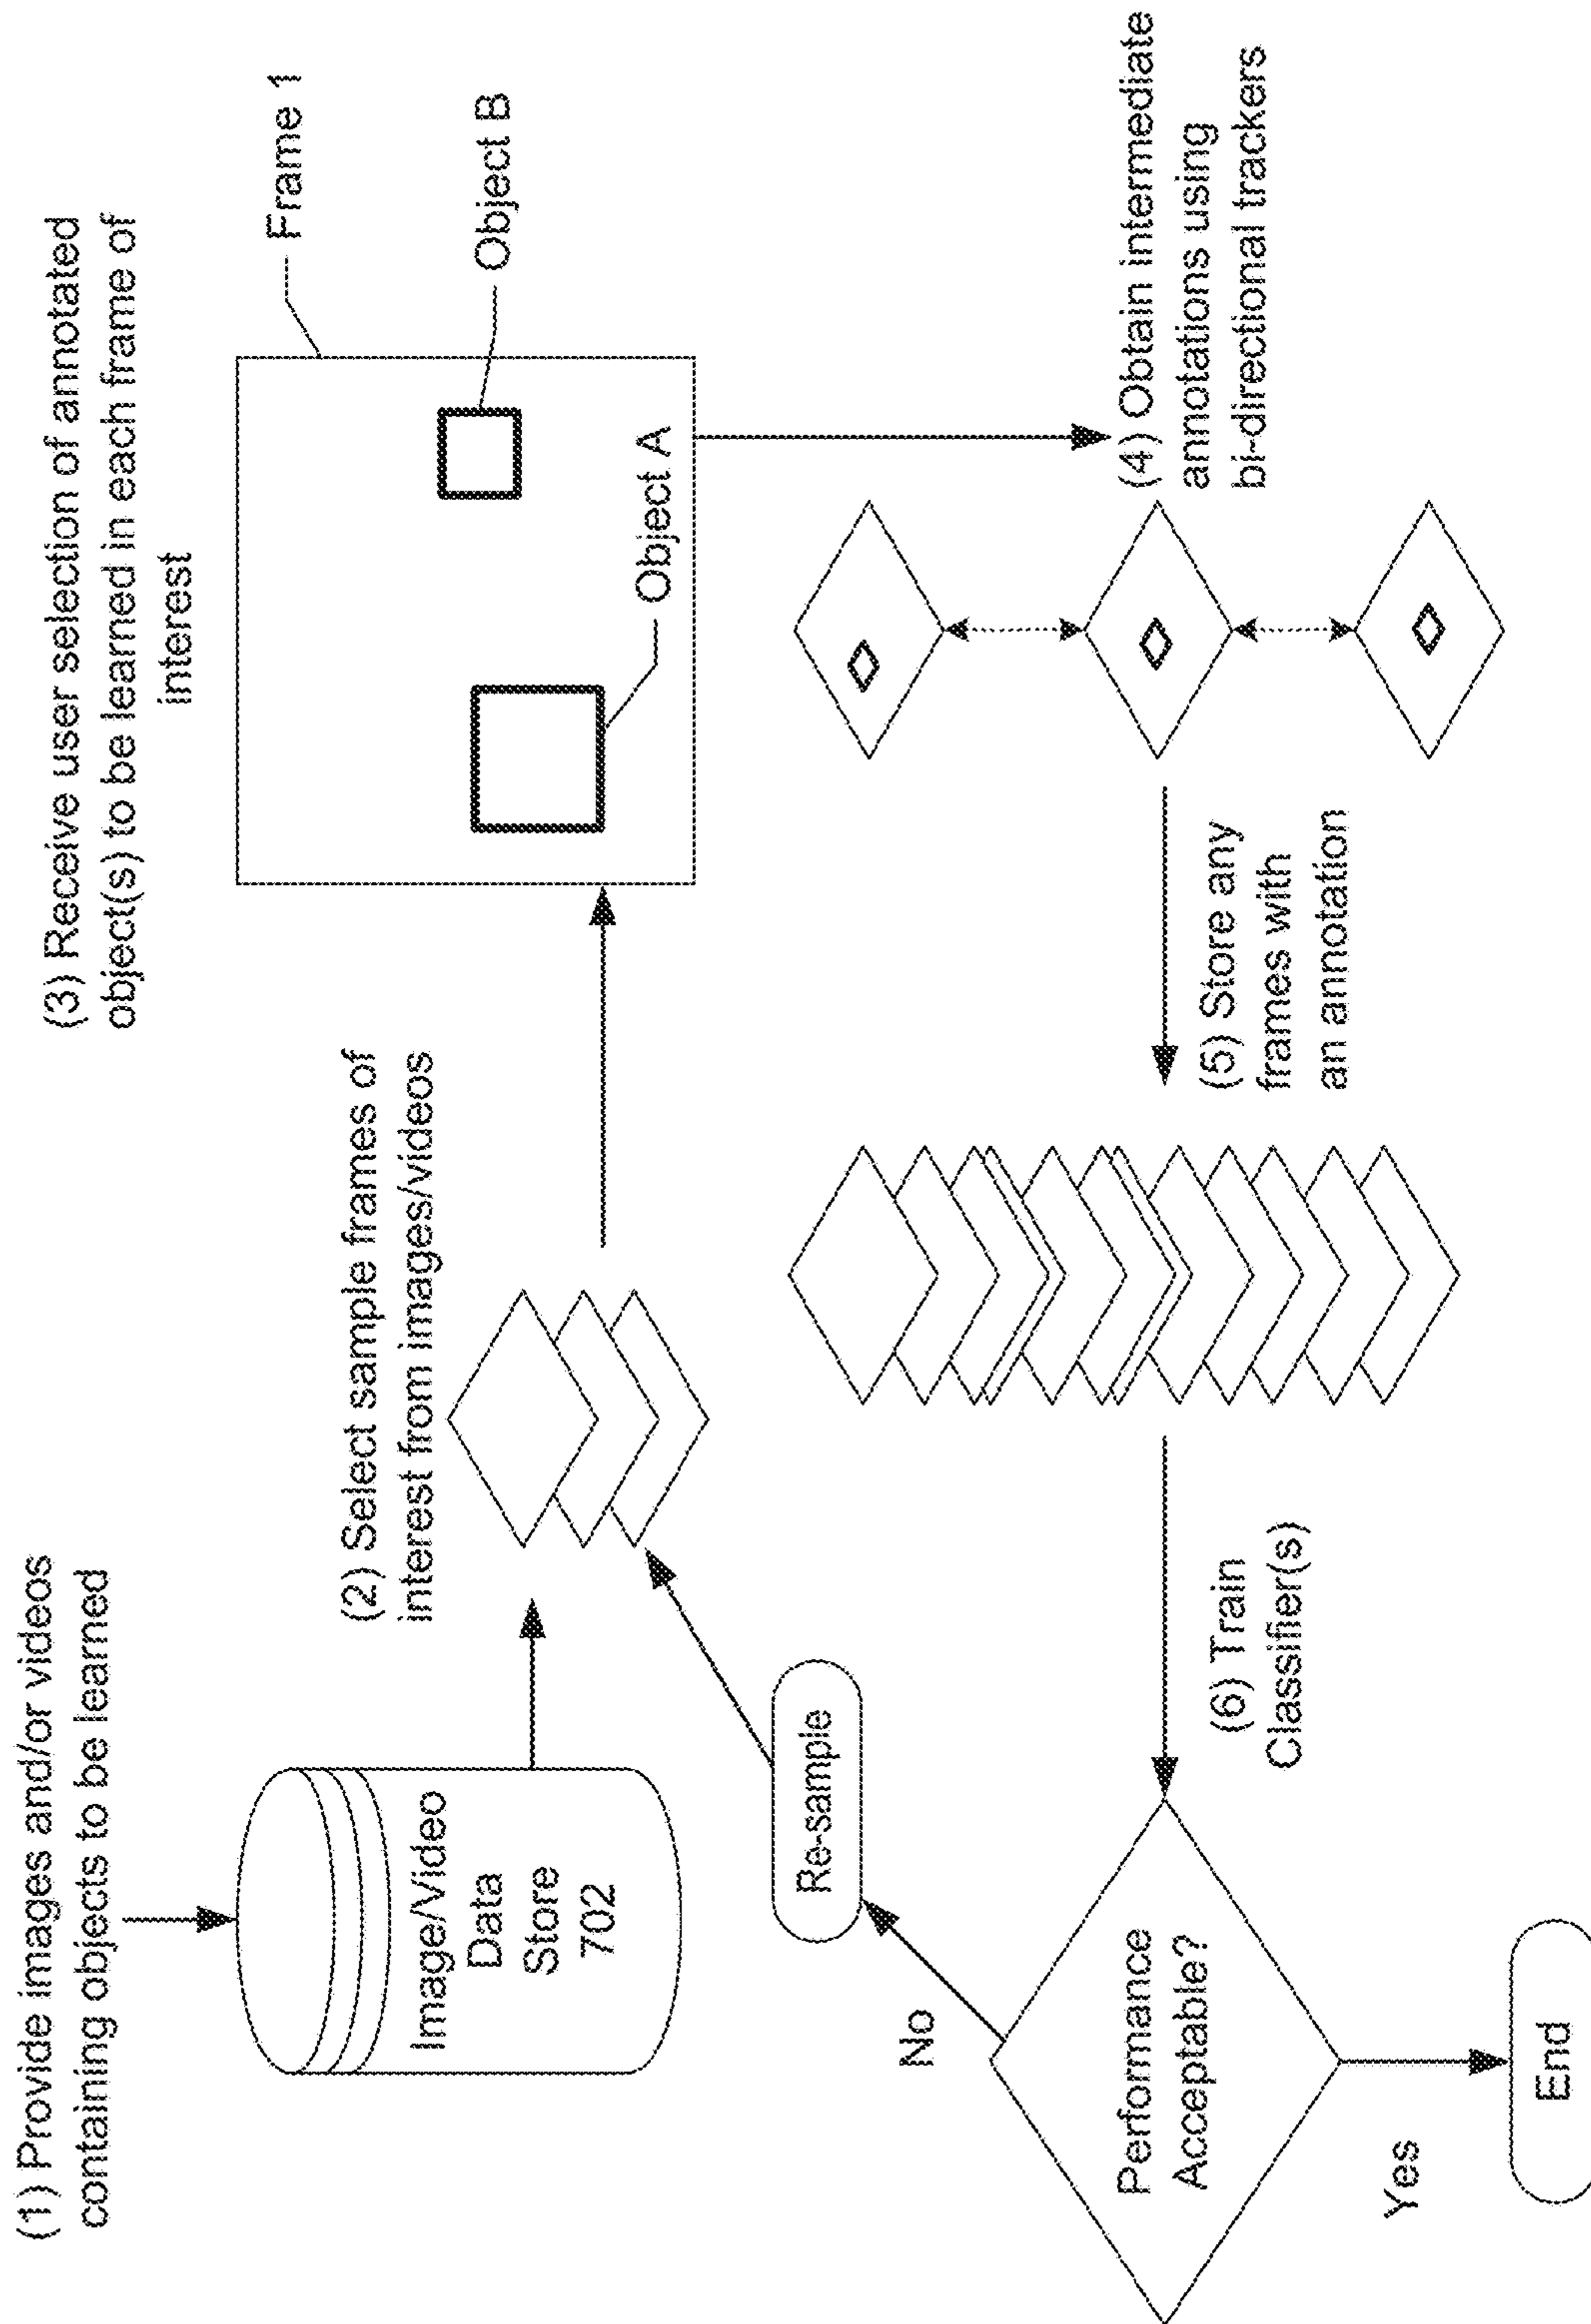 (1) Provide images and/or videos
containing objects to be learned
Image/Video
Data
Store
702
(2) Select sample frames of
interest from images/videos
(3) Receive user selection of annotated
object(s) to be learned in each frame of
interest
Frame 1
Object B
Object A
(4) Obtain intermediate
annotations using
bi-directional trackers
(5) Store any
frames with
an annotation
(6) Train
Classifier(s)
Performance
Acceptable?
No
Re-sample
Yes
End